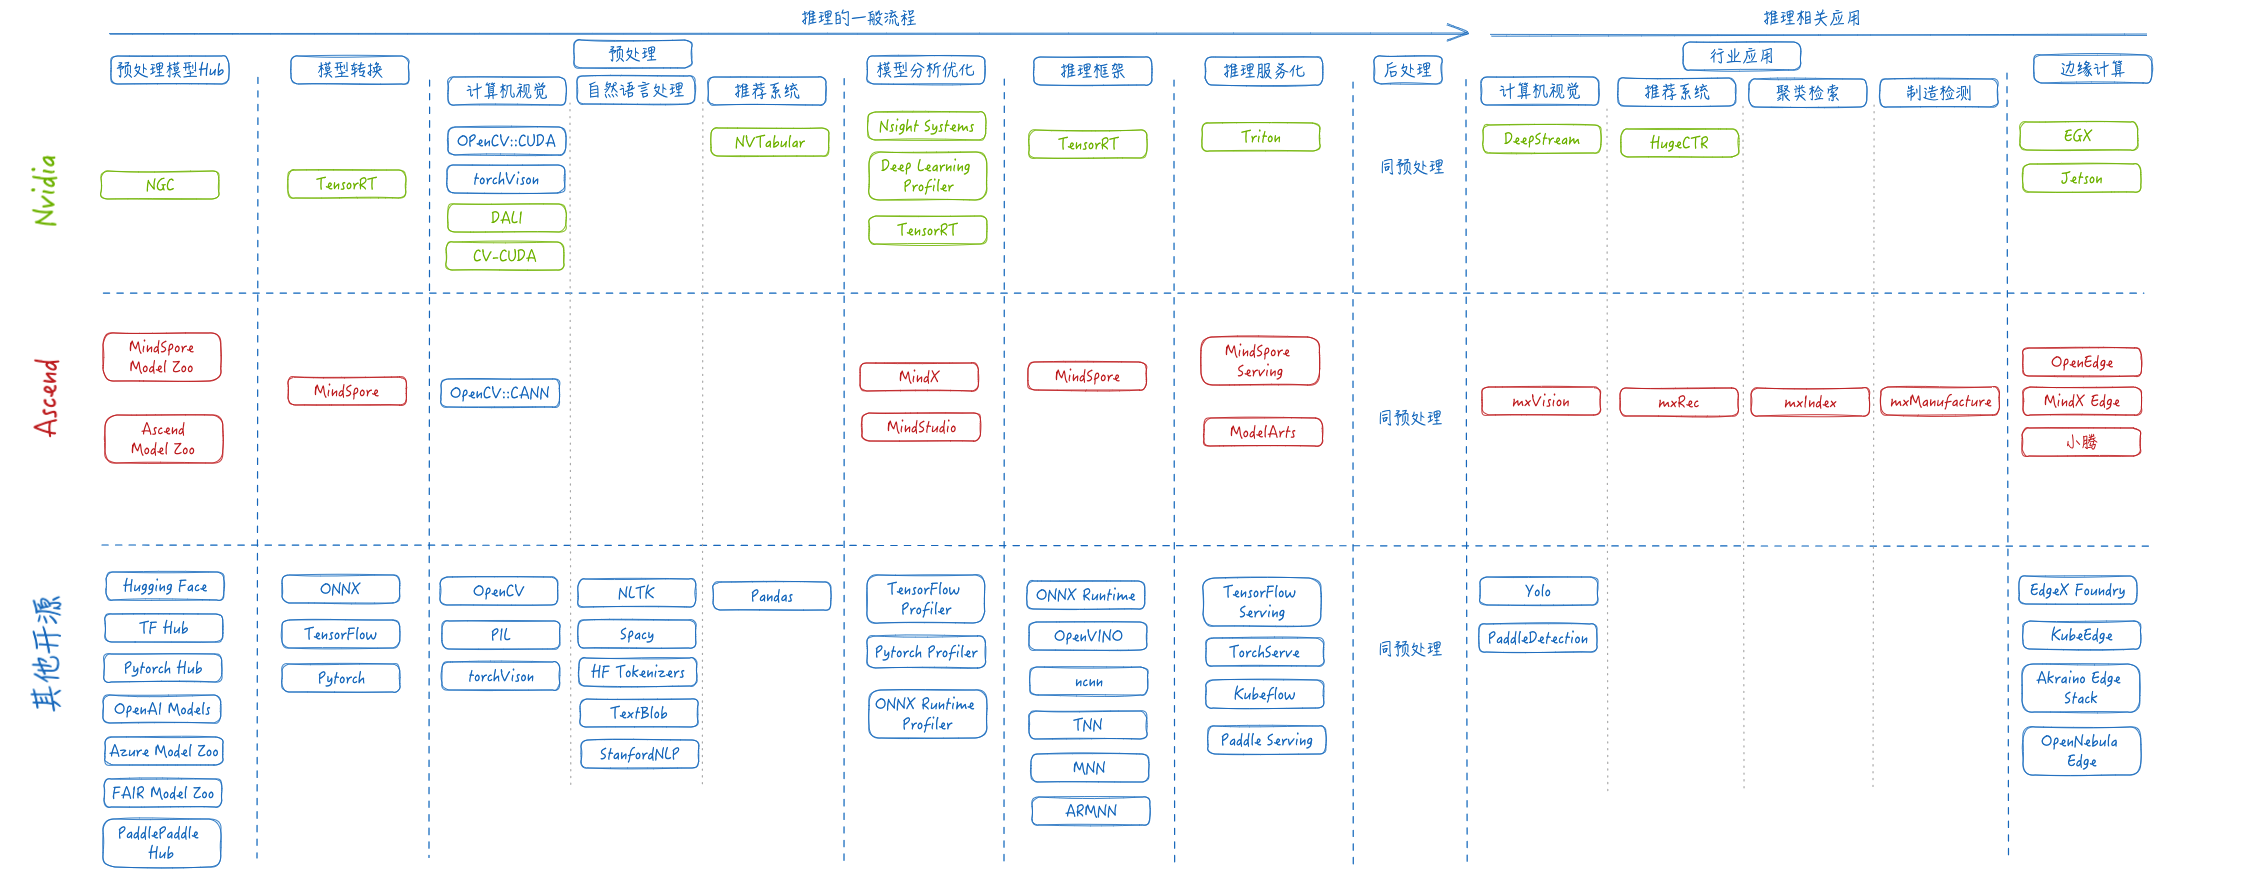 推理的一般流程
推理相关应用
预处理模型Hub
模型转换
预处理
计算机视觉
自然语言处理
推荐系统
模型分析优化
推理框架
推理服务化
后处理
行业应用
计算机视觉
推荐系统
聚类检索
制造检测
边缘计算
Nvidia
NGC
TensorRT
OPenCV::CUDA
torchVison
DALI
CV-CUDA
NVTabular
Nsight Systems
Deep Learning
Profiler
TensorRT
TensorRT
Triton
同预处理
DeepStream
HugeCTR
EGX
Jetson
Ascend
MindSpore
Model Zoo
Ascend
Model Zoo
MindSpore
OpenCV::CANN
MindX
MindStudio
MindSpore
MindSpore
Serving
ModelArts
同预处理
mxVision
mxRec
mxIndex
mxManufacture
OpenEdge
MindX Edge
小腾
其他开源
Hugging Face
TF Hub
Pytorch Hub
OpenAI Models
Azure Model Zoo
FAIR Model Zoo
PaddlePaddle
Hub
ONNX
TensorFlow
Pytorch
OpenCV
PIL
torchVison
NLTK
Spacy
HF Tokenizers
TextBlob
StanfordNLP
Pandas
TensorFlow
Profiler
Pytorch Profiler
ONNX Runtime
Profiler
ONNX Runtime
OpenVINO
ncnn
TNN
MNN
ARMNN
TensorFlow
Serving
TorchServe
Kubeflow
Paddle Serving
同预处理
Yolo
PaddleDetection
EdgeX Foundry
KubeEdge
Akraino Edge
Stack
OpenNebula
Edge